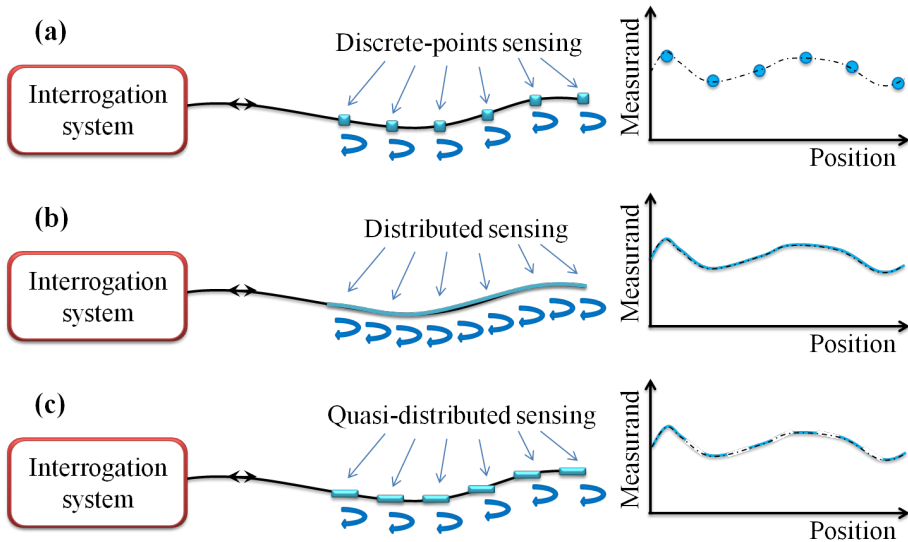 (a)
Discrete-points sensing
Interrogation
system
Measurand
Position
(b)
Distributed sensing
Interrogation
system
Measurand
Position
(c)
Quasi-distributed sensing
Interrogation
system
Measurand
Position